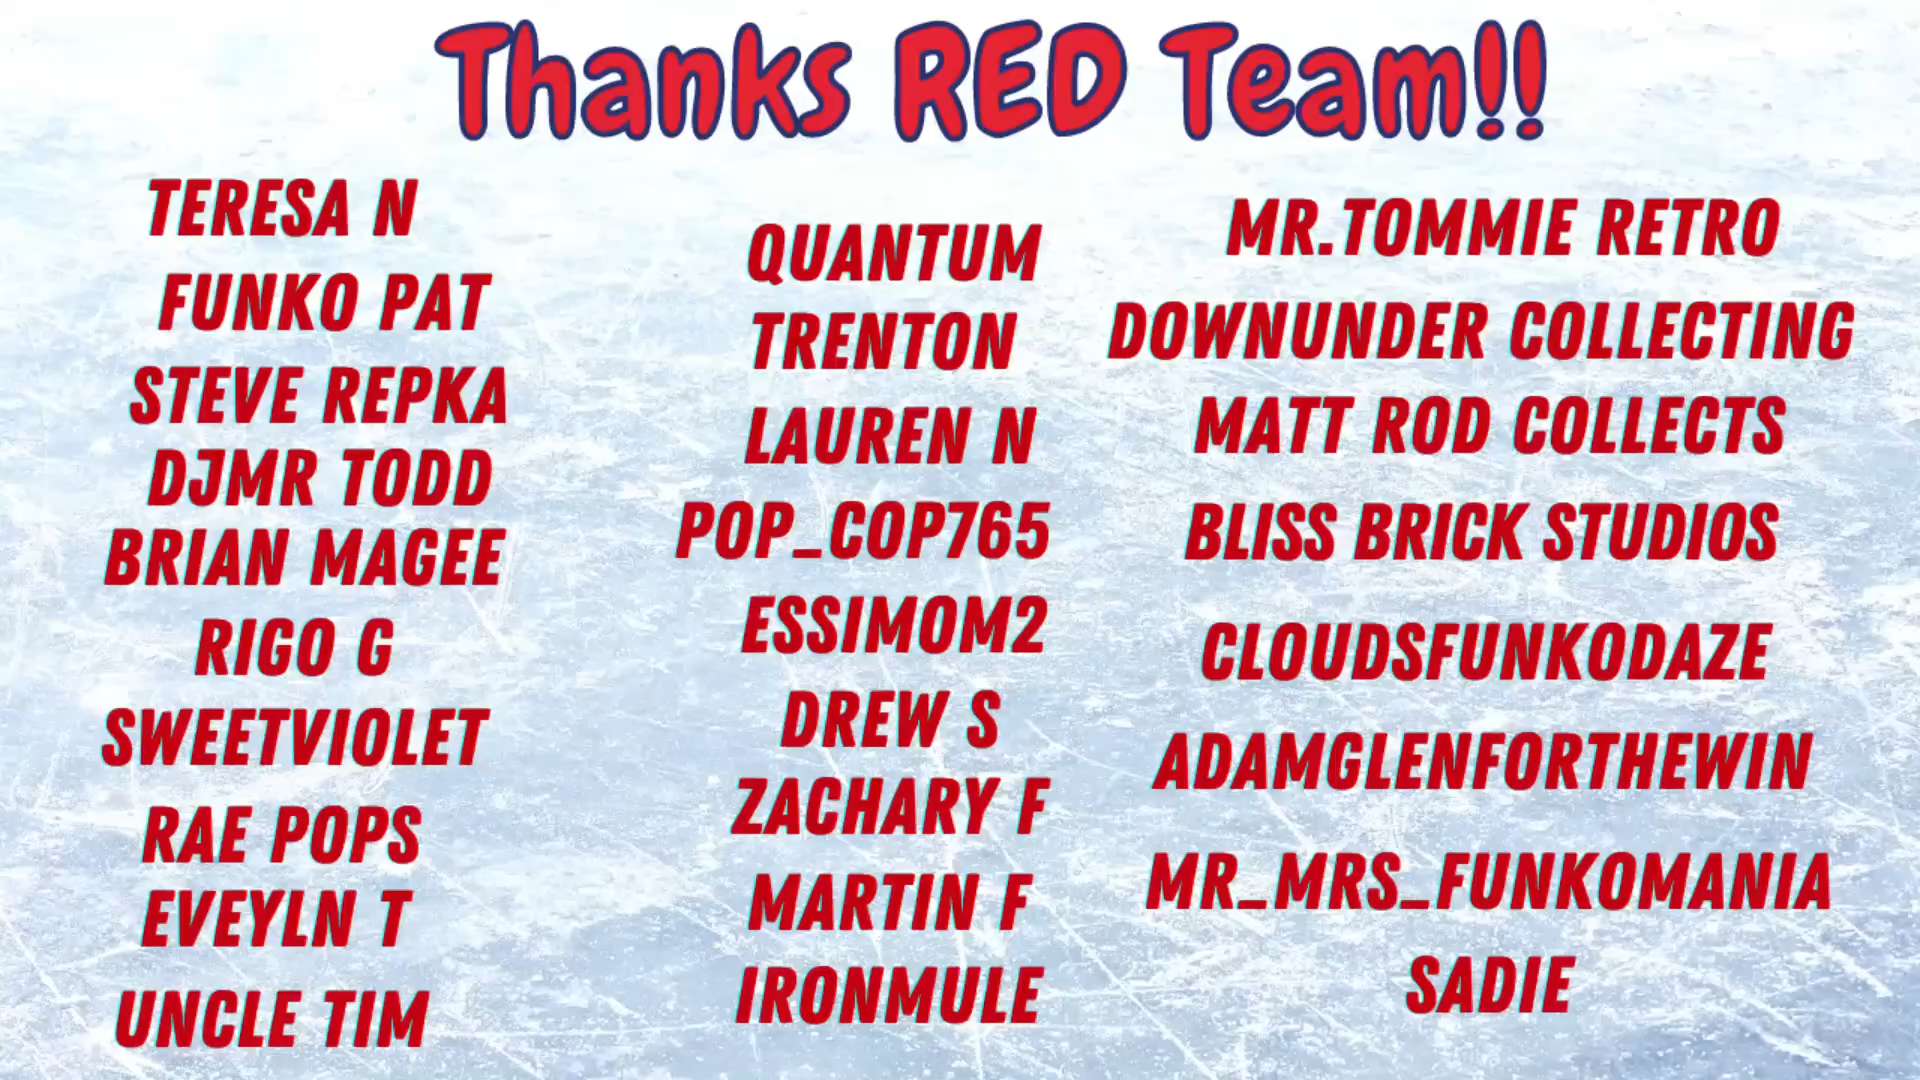 Thanks RED Team!!
TERESA N
FUNKO PAT
STEVE REPKA
DJMR TODD
BRIAN MAGEE
RIGO G
SWEETVIOLET
RAE POPS
EVEYLN T
UNCLE TIM
QUANTUM
TRENTON
LAUREN N
POP_COP765
ESSIMOM2
DREW S
ZACHARY F
MARTIN F
IRONMULE
MR.TOMMIE RETRO
DOWNUNDER COLLECTING
MATT ROD COLLECTS
BLISS BRICK STUDIOS
CLOUDSFUNKODAZE
ADAMGLENFORTHEWIN
MR_MRS_FUNKOMANIA
SADIE